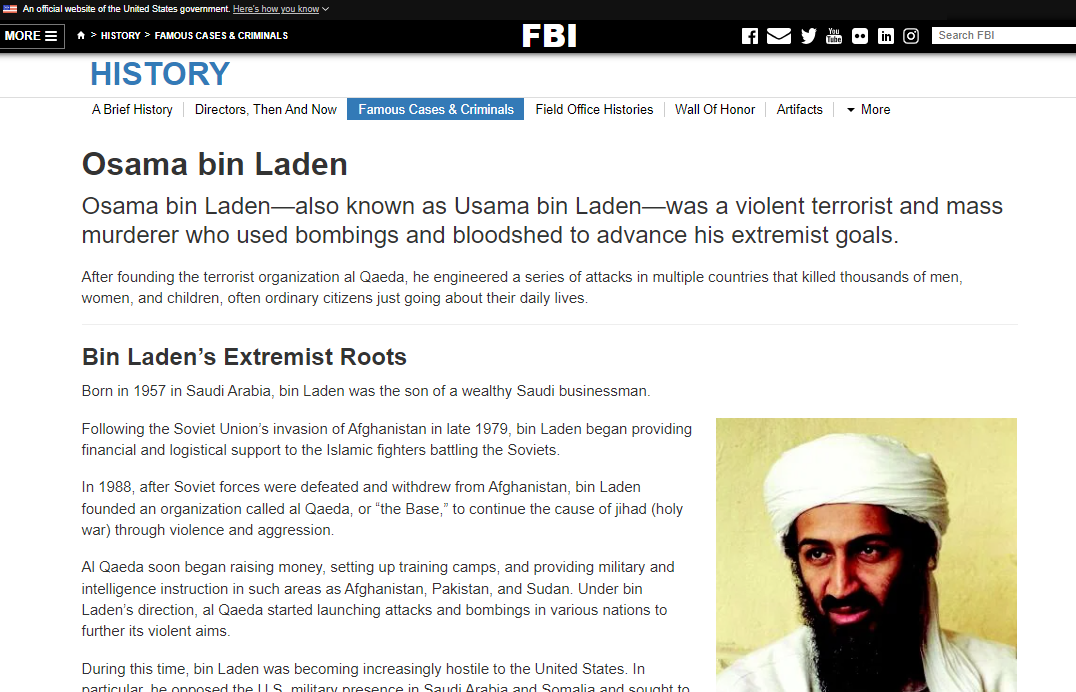 An official website of the United States government. Here's how you know
MORE
> HISTORY > FAMOUS CASES & CRIMINALS
FBI
You
Tube
in
Search FBI
HISTORY
A Brief History
Directors, Then And Now
Famous Cases & Criminals
Field Office Histories
Wall Of Honor
Artifacts
More
Osama bin Laden
Osama bin Laden—also known as Usama bin Laden—was a violent terrorist and mass
murderer who used bombings and bloodshed to advance his extremist goals.
After founding the terrorist organization al Qaeda, he engineered a series of attacks in multiple countries that killed thousands of men,
women, and children, often ordinary citizens just going about their daily lives.
Bin Laden’s Extremist Roots
Born in 1957 in Saudi Arabia, bin Laden was the son of a wealthy Saudi businessman.
Following the Soviet Union’s invasion of Afghanistan in late 1979, bin Laden began providing
financial and logistical support to the Islamic fighters battling the Soviets.
In 1988, after Soviet forces were defeated and withdrew from Afghanistan, bin Laden
founded an organization called al Qaeda, or “the Base,” to continue the cause of jihad (holy
war) through violence and aggression.
Al Qaeda soon began raising money, setting up training camps, and providing military and
intelligence instruction in such areas as Afghanistan, Pakistan, and Sudan. Under bin
Laden’s direction, al Qaeda started launching attacks and bombings in various nations to
further its violent aims.
During this time, bin Laden was becoming increasingly hostile to the United States. In
particular, he opposed the U.S. military presence in Saudi Arabia and Somalia and sought to